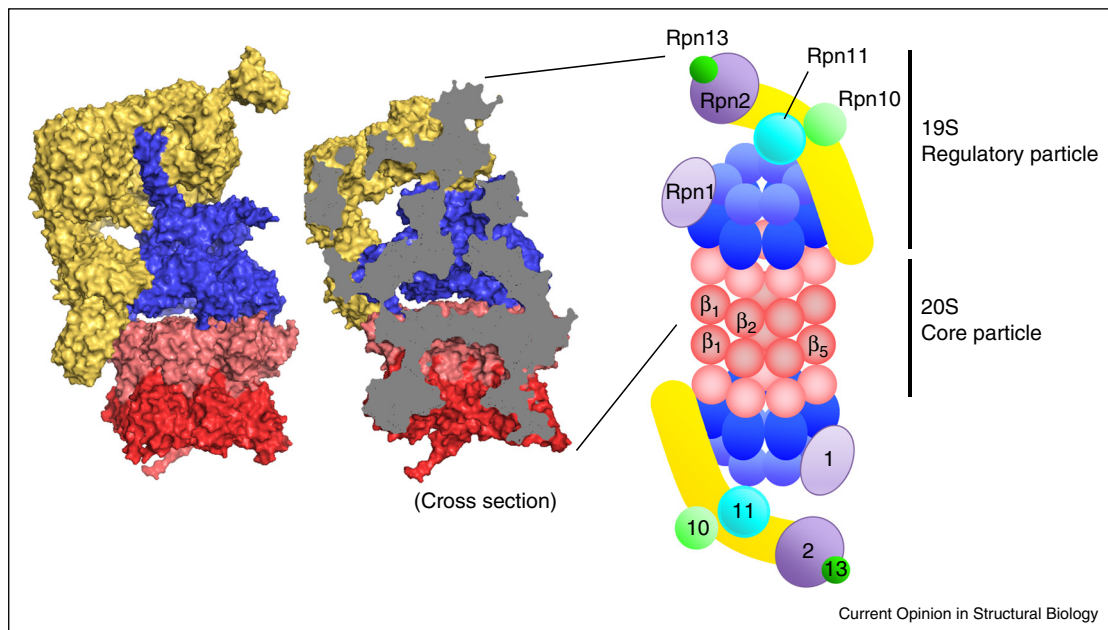 Rpn13
Rpn11
Rpn2
Rpn10
19S
Regulatory particle
Rpn1
20S
Core particle
β1
β2
β1
β5
(Cross section)
1
11
10
2
13
Current Opinion in Structural Biology